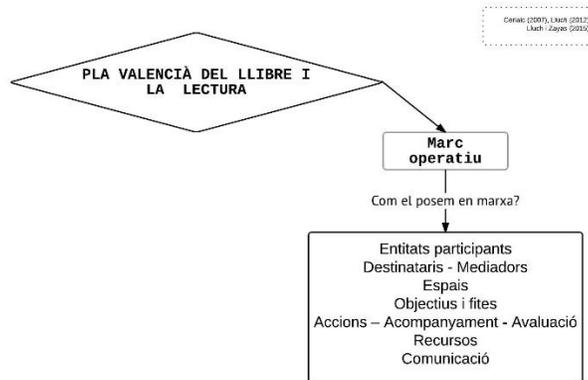 Cerlalc (2007), Lluch (2012)
Lluch i Zayas (2015)
PLA VALENCIÀ DEL LLIBRE I
LA LECTURA
Marc
operatiu
Com el posem en marxa?
Entitats participants
Destinataris - Mediadors
Espais
Objectius i fites
Accions – Acompanyament - Avaluació
Recursos
Comunicació